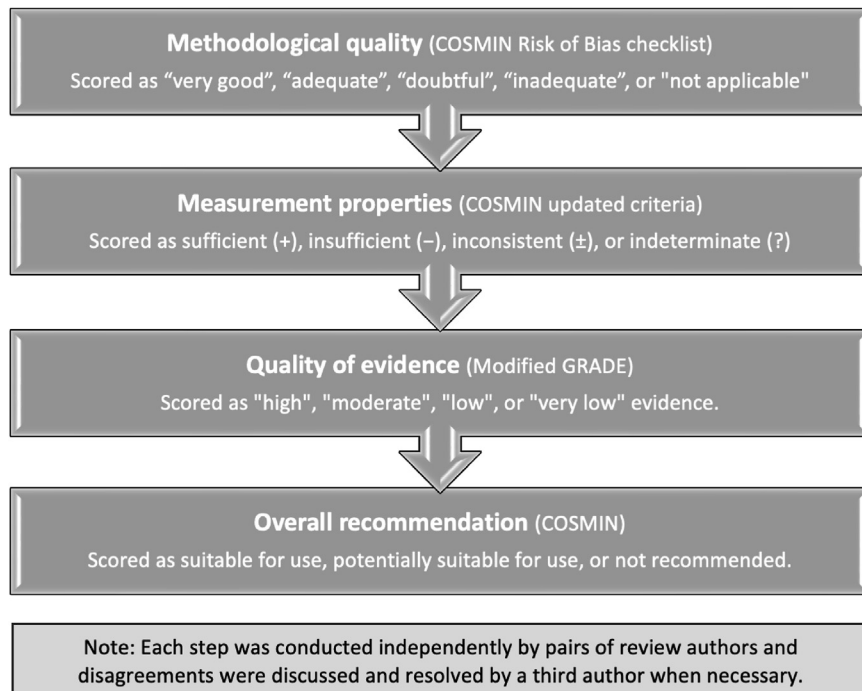 Methodological quality (COSMIN Risk of Bias checklist)
Scored as “very good”, “adequate”, “doubtful”, “inadequate”, or "not applicable"
Measurement properties (COSMIN updated criteria)
Scored as sufficient (+), insufficient (−), inconsistent (±), or indeterminate (?)
Quality of evidence (Modified GRADE)
Scored as "high", "moderate", "low", or "very low" evidence.
Overall recommendation (COSMIN)
Scored as suitable for use, potentially suitable for use, or not recommended.
Note: Each step was conducted independently by pairs of review authors and
disagreements were discussed and resolved by a third author when necessary.